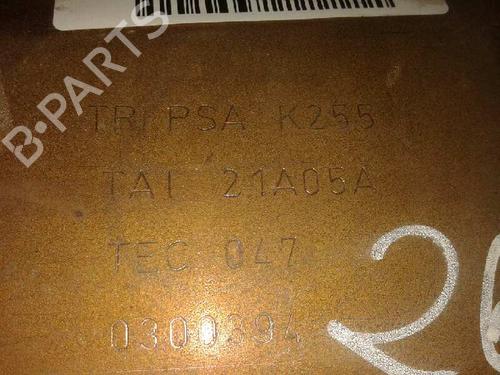 B-PARTS
TR PSA K255
TAI 21A05A
TEC 047
0300394